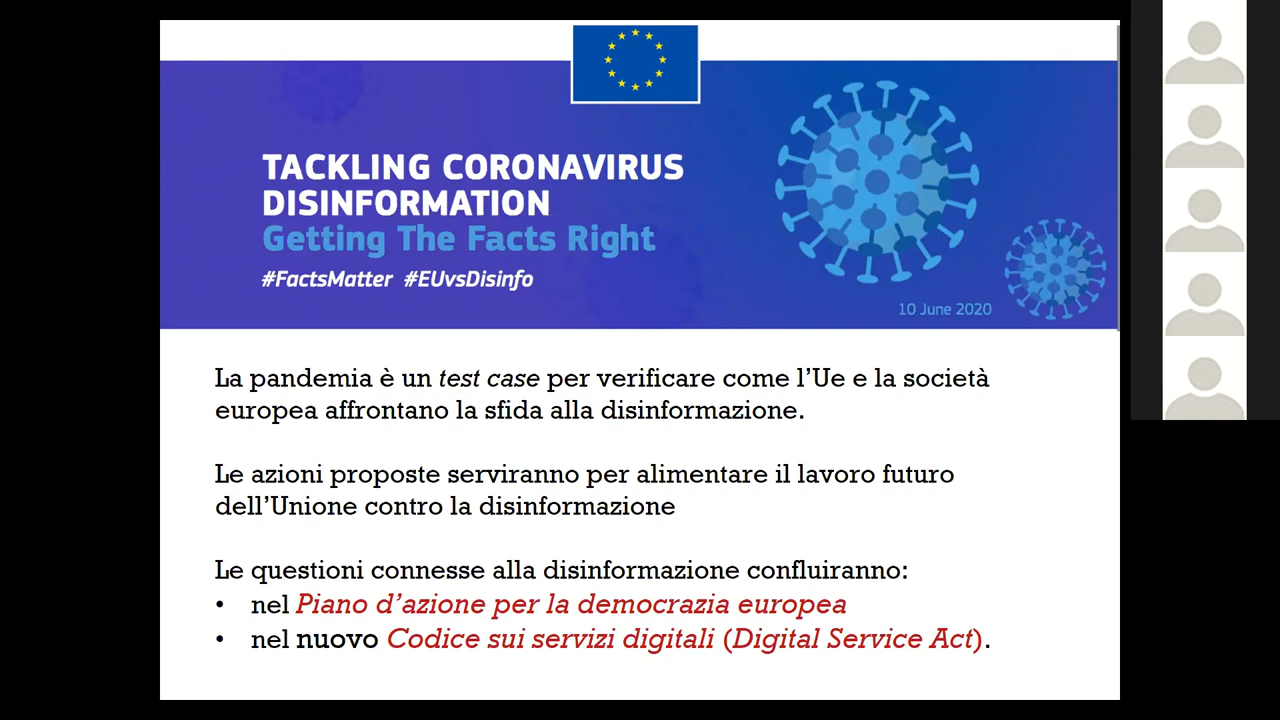 TACKLING CORONAVIRUS
DISINFORMATION
Getting The Facts Right
#FactsMatter #EUvsDisinfo
10 June 2020
La pandemia è un test case per verificare come l’Ue e la società
europea affrontano la sfida alla disinformazione.
Le azioni proposte serviranno per alimentare il lavoro futuro
dell’Unione contro la disinformazione
Le questioni connesse alla disinformazione confluiranno:
• nel Piano d’azione per la democrazia europea
• nel nuovo Codice sui servizi digitali (Digital Service Act).